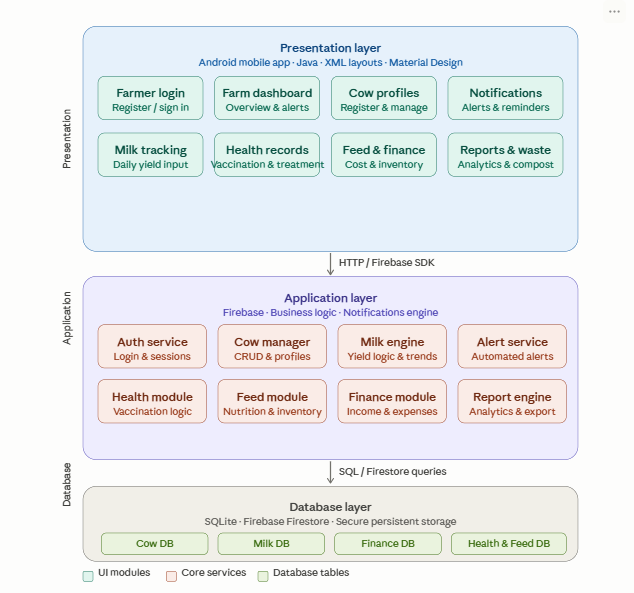 Presentation layer
Android mobile app · Java · XML layouts · Material Design
Farmer login
Register / sign in
Farm dashboard
Overview & alerts
Cow profiles
Register & manage
Notifications
Alerts & reminders
Milk tracking
Daily yield input
Health records
Vaccination & treatment
Feed & finance
Cost & inventory
Reports & waste
Analytics & compost
Presentation
HTTP / Firebase SDK
Application layer
Firebase · Business logic · Notifications engine
Auth service
Login & sessions
Cow manager
CRUD & profiles
Milk engine
Yield logic & trends
Alert service
Automated alerts
Health module
Vaccination logic
Feed module
Nutrition & inventory
Finance module
Income & expenses
Report engine
Analytics & export
Application
SQL / Firestore queries
Database layer
SQLite · Firebase Firestore · Secure persistent storage
Cow DB
Milk DB
Finance DB
Health & Feed DB
Database
UI modules
Core services
Database tables